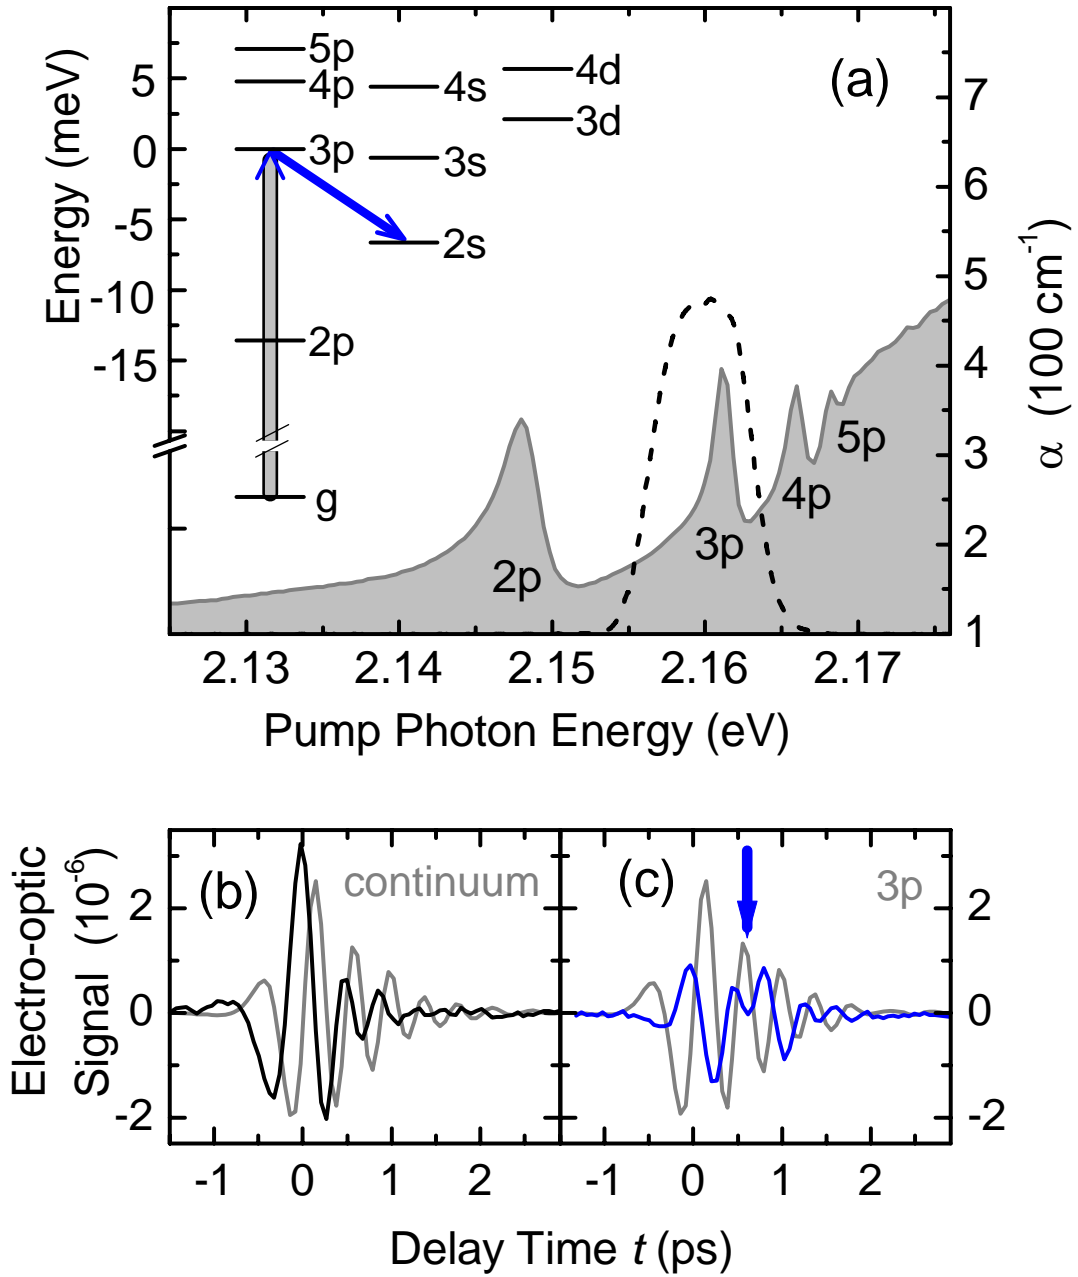 (a)
Energy (meV)
5
0
-5
-10
-15
5p
4p
4s
4d
3d
3p
3s
2s
2p
g
7
6
5
4
3
2
1
α (100 cm⁻¹)
2p
3p
4p
5p
2.13 2.14 2.15 2.16 2.17
Pump Photon Energy (eV)
Electro-optic
Signal (10⁻⁶)
(b)
continuum
(c)
3p
2
0
-2
2
0
-2
-1 0 1 2
-1 0 1 2
Delay Time t (ps)